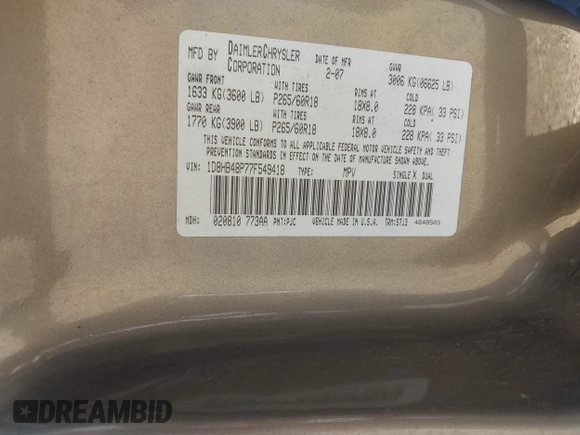 MFD BY DAIMLERCHRYSLER CORPORATION DATE OF MFR 2-07 GVWR 3006 KG(06625 LB)
GAWR FRONT WITH TIRES RIMS AT COLD
1633 KG(3600 LB) P265/60R18 18X8.0 228 KPA( 33 PSI)
GAWR REAR WITH TIRES RIMS AT COLD
1770 KG(3900 LB) P265/60R18 18X8.0 228 KPA( 33 PSI)
THIS VEHICLE CONFORMS TO ALL APPLICABLE FEDERAL MOTOR VEHICLE SAFETY AND THEFT
PREVENTION STANDARDS IN EFFECT ON THE DATE OF MANUFACTURE SHOWN ABOVE.
VIN: 1D8HB48P77F549418 TYPE: MPV SINGLE X DUAL
MDH: 020810 773AA PNT:PJC VEHICLE MADE IN U.S.A. TRM:S7J3 4648503
DREAMBID